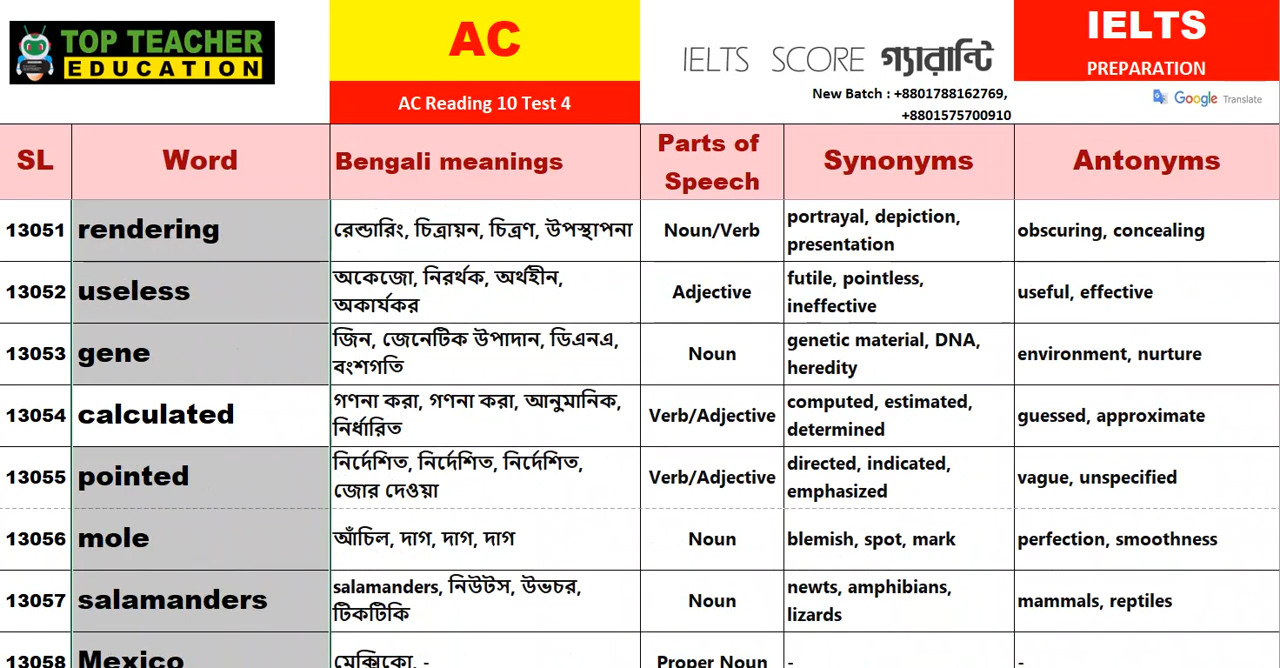 TOP TEACHER
EDUCATION
AC
AC Reading 10 Test 4
IELTS SCORE গ্যারান্টি
New Batch : +8801788162769,
+8801575700910
IELTS
PREPARATION
Google Translate
SL Word Bengali meanings Parts of Speech Synonyms Antonyms
13051 rendering রেন্ডারিং, চিত্রায়ন, চিত্রণ, উপস্থাপনা Noun/Verb portrayal, depiction, presentation obscuring, concealing
13052 useless অকেজো, নিরর্থক, অর্থহীন, অকার্যকর Adjective futile, pointless, ineffective useful, effective
13053 gene জিন, জেনেটিক উপাদান, ডিএনএ, বংশগতি Noun genetic material, DNA, heredity environment, nurture
13054 calculated গণনা করা, গণনা করা, আনুমানিক, নির্ধারিত Verb/Adjective computed, estimated, determined guessed, approximate
13055 pointed নির্দেশিত, নির্দেশিত, নির্দেশিত, জোর দেওয়া Verb/Adjective directed, indicated, emphasized vague, unspecified
13056 mole আঁচিল, দাগ, দাগ, দাগ Noun blemish, spot, mark perfection, smoothness
13057 salamanders salamanders, নিউটস, উভচর, টিকটিকি Noun newts, amphibians, lizards mammals, reptiles
13058 Mexico মেক্সিকো, - Proper Noun - -